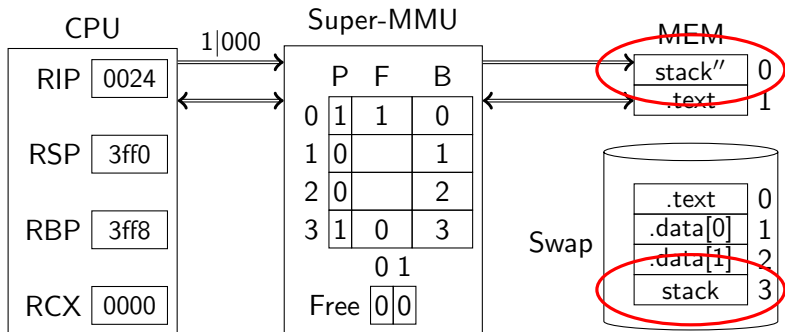 CPU
RIP 0024
RSP 3ff0
RBP 3ff8
RCX 0000
1|000
Super-MMU
P F B
0 1 1 0
1 0 1
2 0 2
3 1 0 3
0 1
Free 0 0
MEM
stack″ 0
.text 1
Swap
.text 0
.data[0] 1
.data[1] 2
stack 3